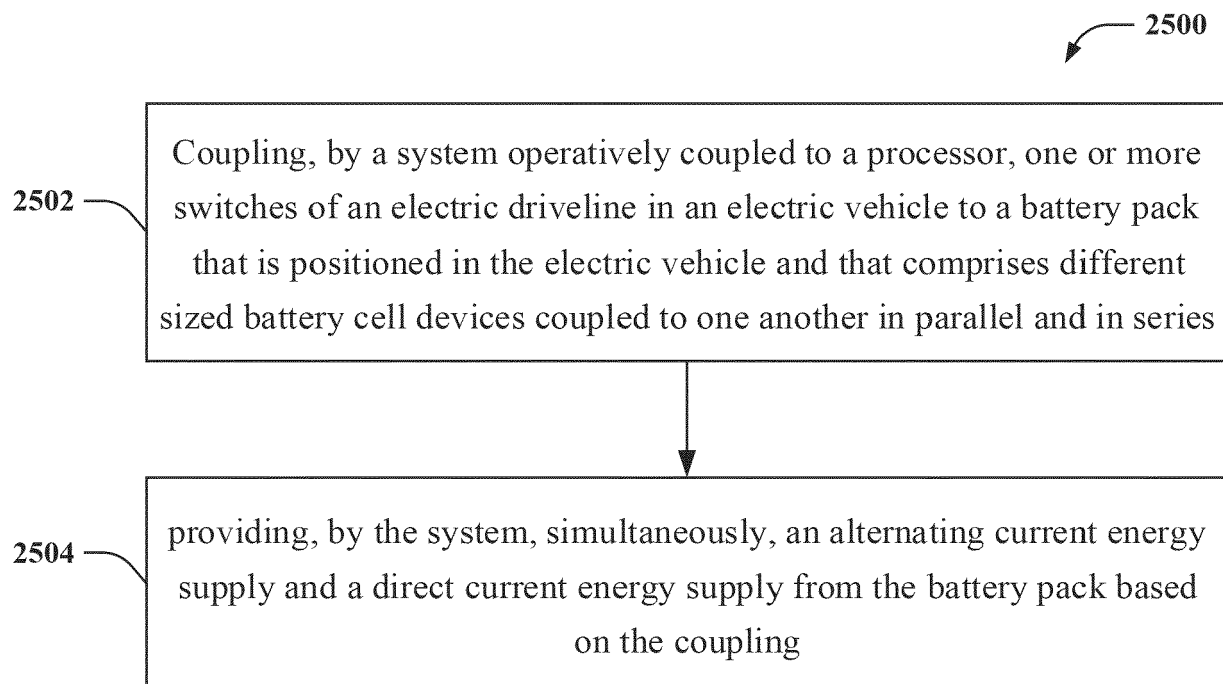 2500
Coupling, by a system operatively coupled to a processor, one or more
2502
switches of an electric driveline in an electric vehicle to a battery pack
that is positioned in the electric vehicle and that comprises different
sized battery cell devices coupled to one another in parallel and in series
2504
providing, by the system, simultaneously, an alternating current energy
supply and a direct current energy supply from the battery pack based
on the coupling